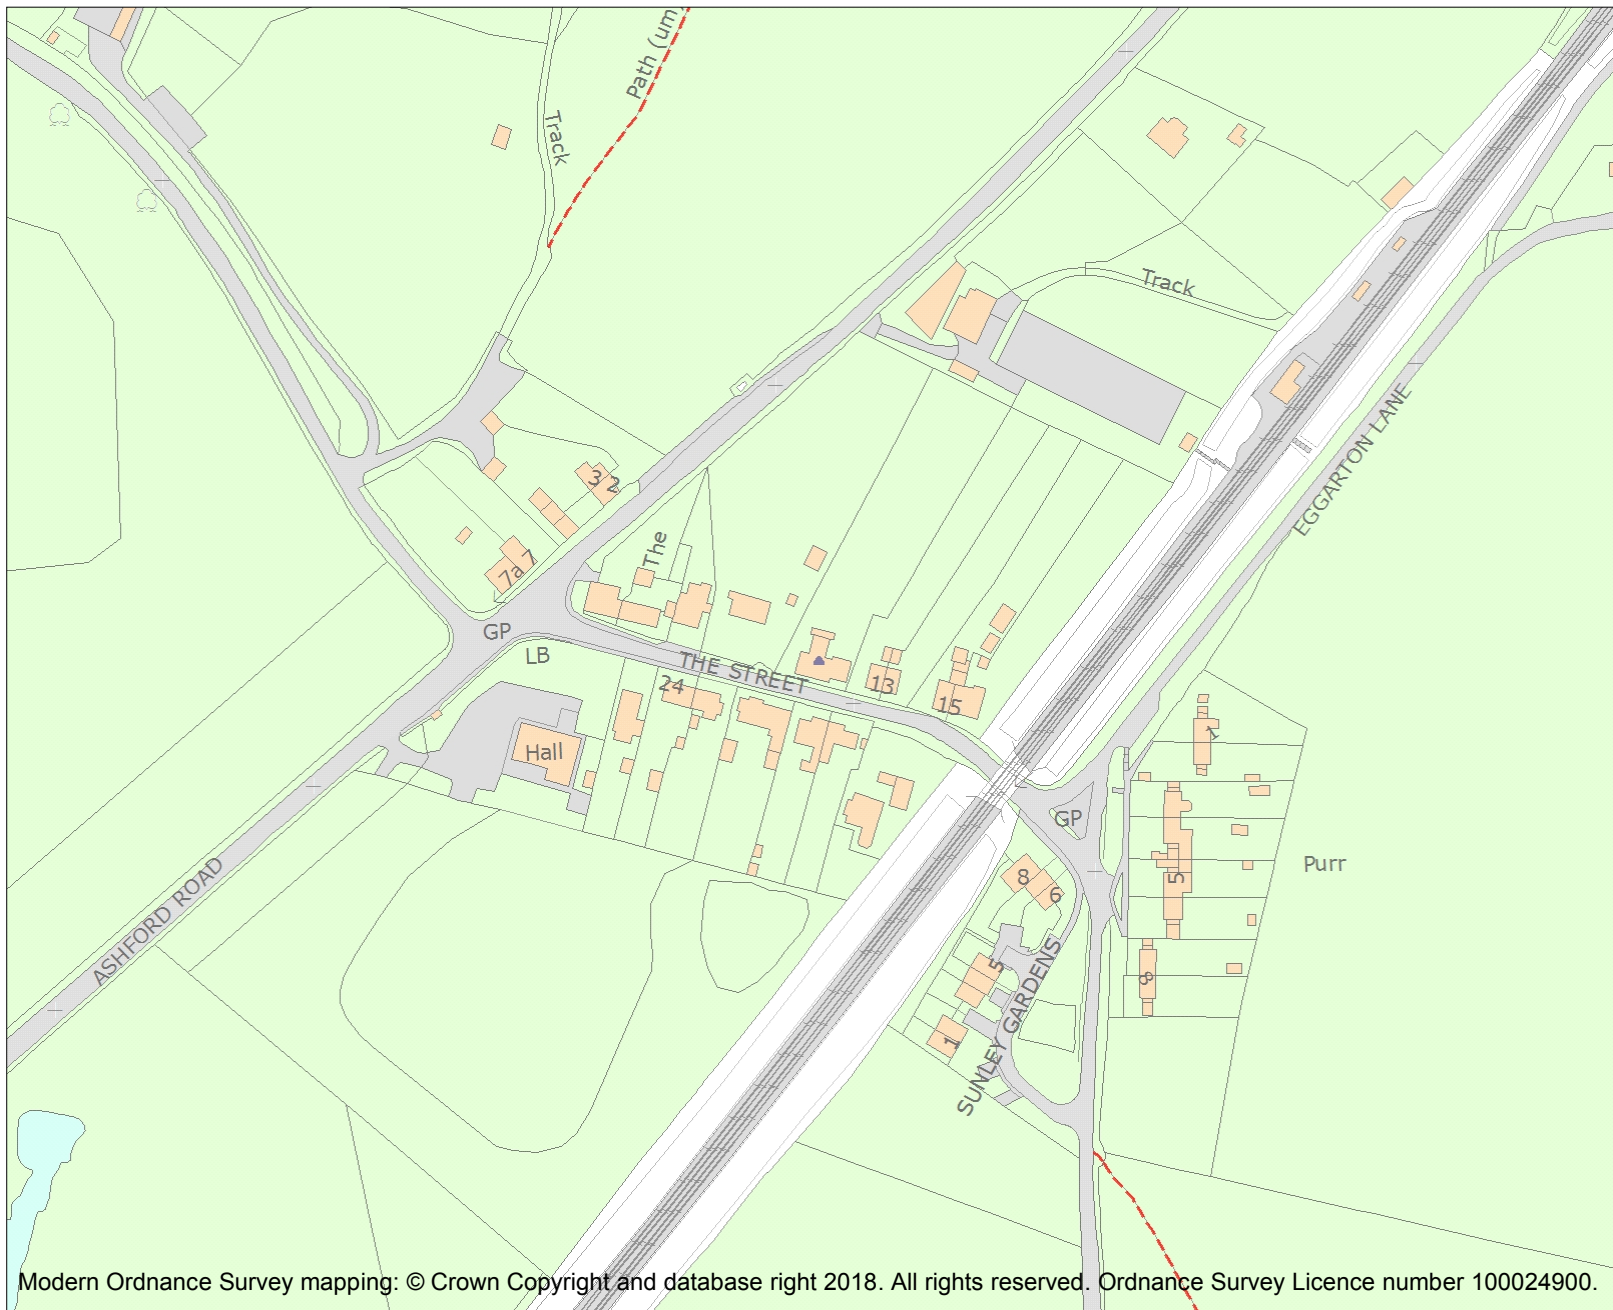 Path (um
Track
Track
EGGARTON LANE
3 2
The
7a 7
GP
LB
THE STREET
24
13
15
Hall
1
GP
8
6
5
Purr
ASHFORD ROAD
5
8
1
SUNLEY GARDENS
Modern Ordnance Survey mapping: © Crown Copyright and database right 2018. All rights reserved. Ordnance Survey Licence number 100024900.